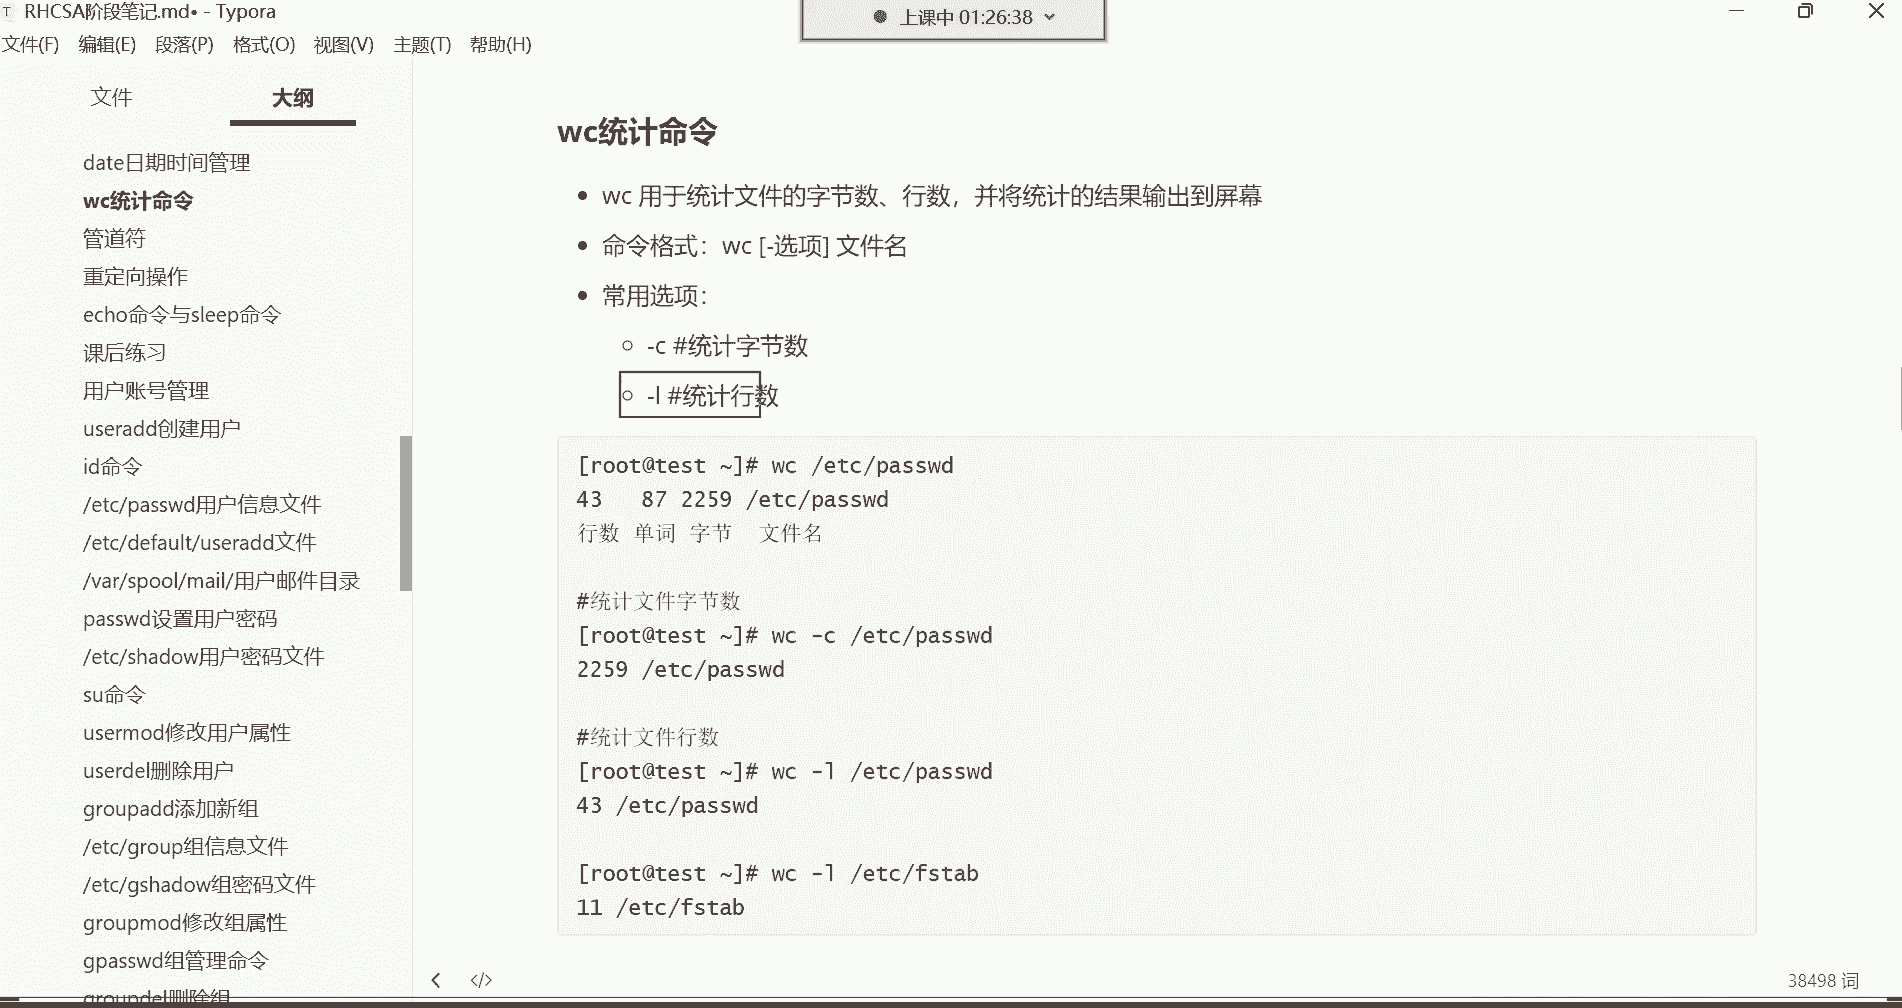 RHCSA阶段笔记.md• - Typora
上课中 01:26:38
文件(F) 编辑(E) 段落(P) 格式(O) 视图(V) 主题(T) 帮助(H)
文件 大纲
date日期时间管理
wc统计命令
管道符
重定向操作
echo命令与sleep命令
课后练习
用户账号管理
useradd创建用户
id命令
/etc/passwd用户信息文件
/etc/default/useradd文件
/var/spool/mail/用户邮件目录
passwd设置用户密码
/etc/shadow用户密码文件
su命令
usermod修改用户属性
userdel删除用户
groupadd添加新组
/etc/group组信息文件
/etc/gshadow组密码文件
groupmod修改组属性
gpasswd组管理命令
groupdel删除组
wc统计命令
wc 用于统计文件的字节数、行数，并将统计的结果输出到屏幕
命令格式：wc [-选项] 文件名
常用选项：
-c #统计字节数
-l #统计行数
[root@test ~]# wc /etc/passwd
43   87 2259 /etc/passwd
行数 单词 字节  文件名
#统计文件字节数
[root@test ~]# wc -c /etc/passwd
2259 /etc/passwd
#统计文件行数
[root@test ~]# wc -l /etc/passwd
43 /etc/passwd
[root@test ~]# wc -l /etc/fstab
11 /etc/fstab
38498 词